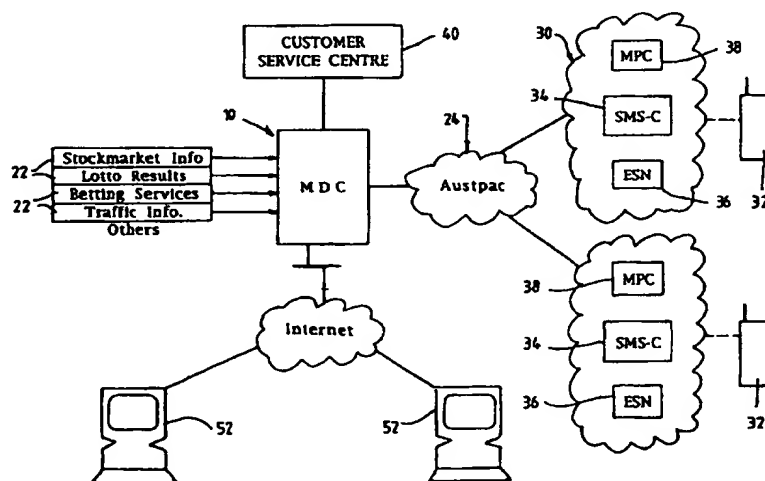 CUSTOMER
SERVICE CENTRE
40
30
MPC
38
34
SMS-C
10
24
22
Stockmarket Info
Lotto Results
22
Betting Services
Traffic Info.
Others
MDC
Austpac
ESN
36
32
38
MPC
34
SMS-C
36
ESN
32
Internet
52
52